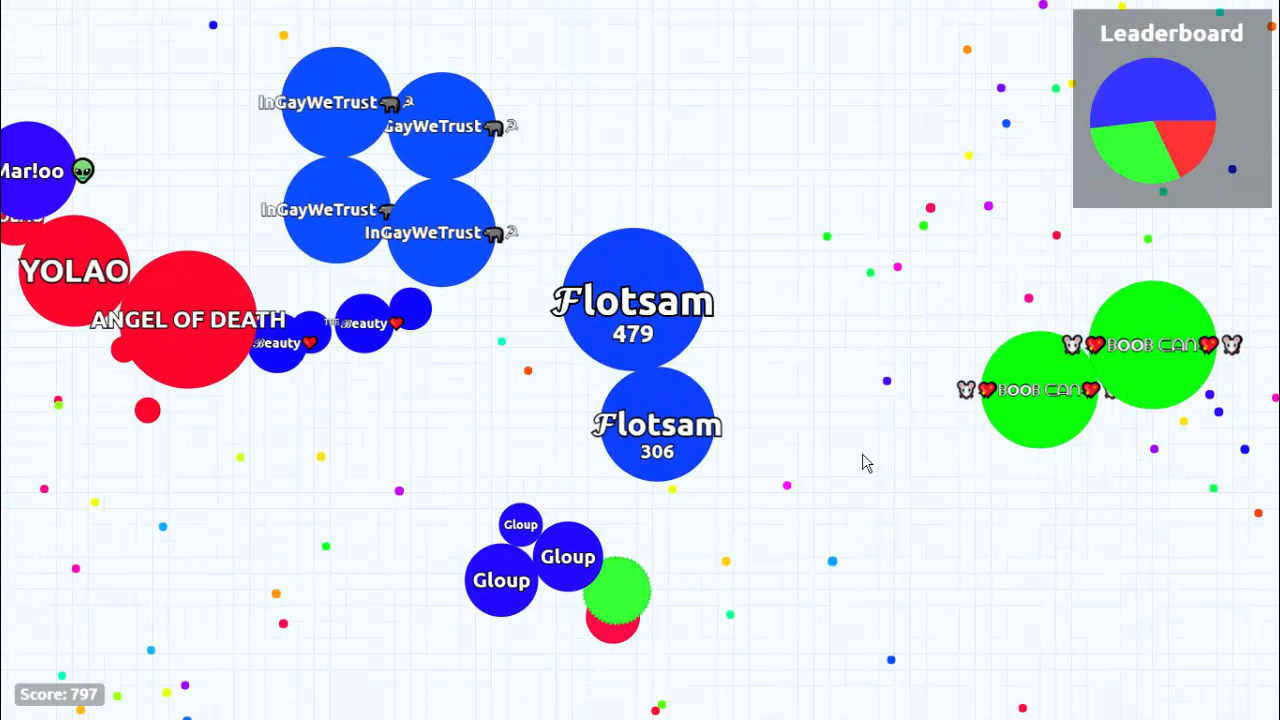 Leaderboard
InGayWeTrust
GayWeTrust
Mar!oo 👽
InGayWeTrust
InGayWeTrust
YOLAO
ℱlotsam
479
ANGEL OF DEATH
ᵀᴴᴱ ℬeauty❤
ℬeauty❤
🐭💖BOOB CAN💖🐭
🐭💖BOOB CAN💖
ℱlotsam
306
Gloup
Gloup
Gloup
Score: 797